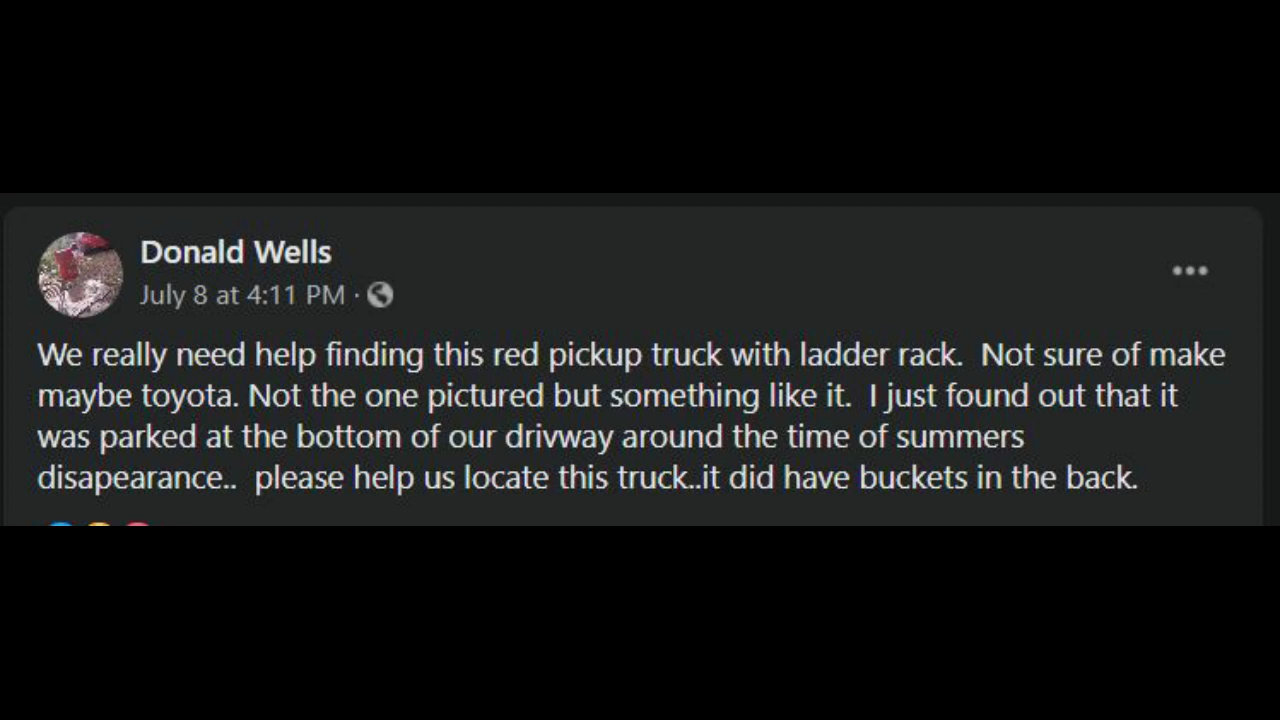 Donald Wells
July 8 at 4:11 PM ·
We really need help finding this red pickup truck with ladder rack.  Not sure of make
maybe toyota. Not the one pictured but something like it.  I just found out that it
was parked at the bottom of our drivway around the time of summers
disapearance..  please help us locate this truck..it did have buckets in the back.